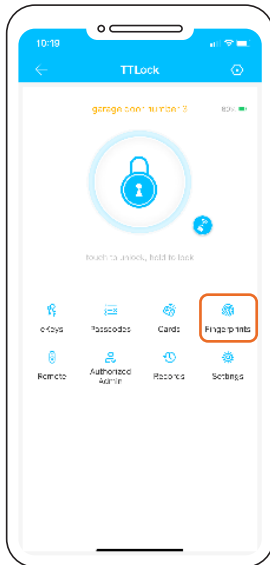 10:19
TTLock
garage door number 3
60%
touch to unlock, hold to lock
eKeys Passcodes Cards Fingerprints
Remote Authorized Admin Records Settings